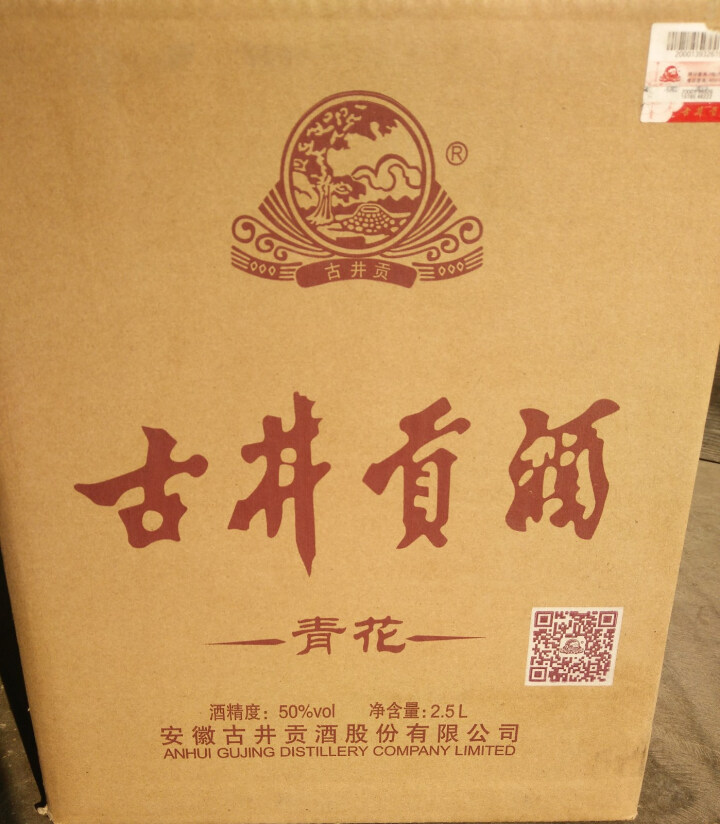 古井贡
®
古井贡酒
青花
酒精度：50%vol 净含量：2.5L
安徽古井贡酒股份有限公司
ANHUI GUJING DISTILLERY COMPANY LIMITED